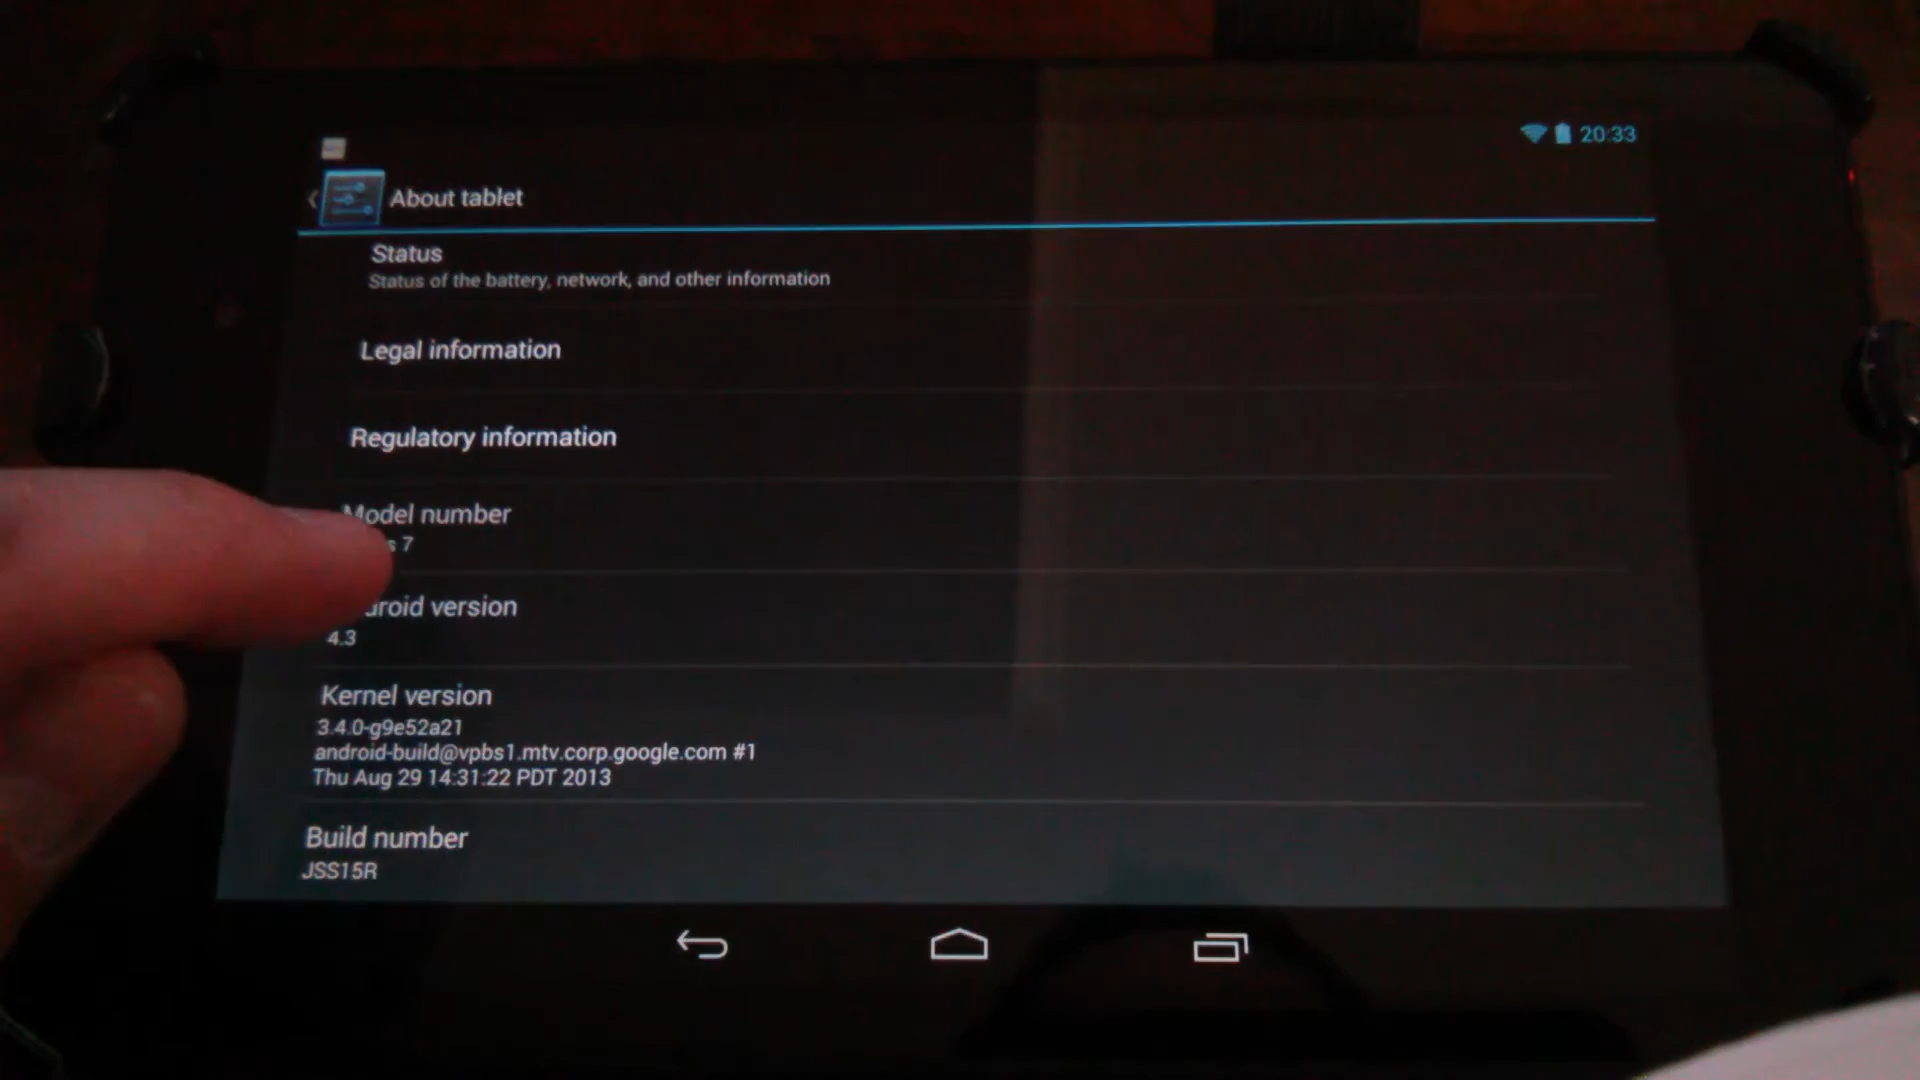 20:33
About tablet
Status
Status of the battery, network, and other information
Legal information
Regulatory information
Model number
7
version
4.3
Kernel version
3.4.0-g9e52a21
android-build@vpbs1.mtv.corp.google.com #1
Thu Aug 29 14:31:22 PDT 2013
Build number
JSS15R